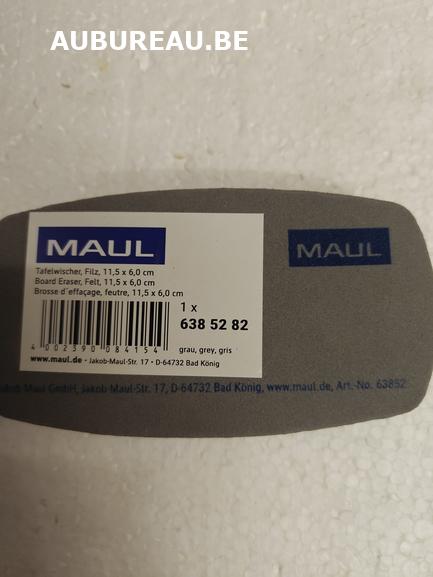 AUBUREAU.BE
MAUL
MAUL
Tafelwischer, Filz, 11,5 x 6,0 cm
Board Eraser, Felt, 11,5 x 6,0 cm
Brosse d´effaçage, feutre, 11,5 x 6,0 cm
1 x
638 52 82
4 002390 084154
grau, grey, gris
www.maul.de, Jakob-Maul-Str. 17, D-64732 Bad König
Maul GmbH, Jakob-Maul-Str. 17, D-64732 Bad König, www.maul.de, Art.-No. 63852